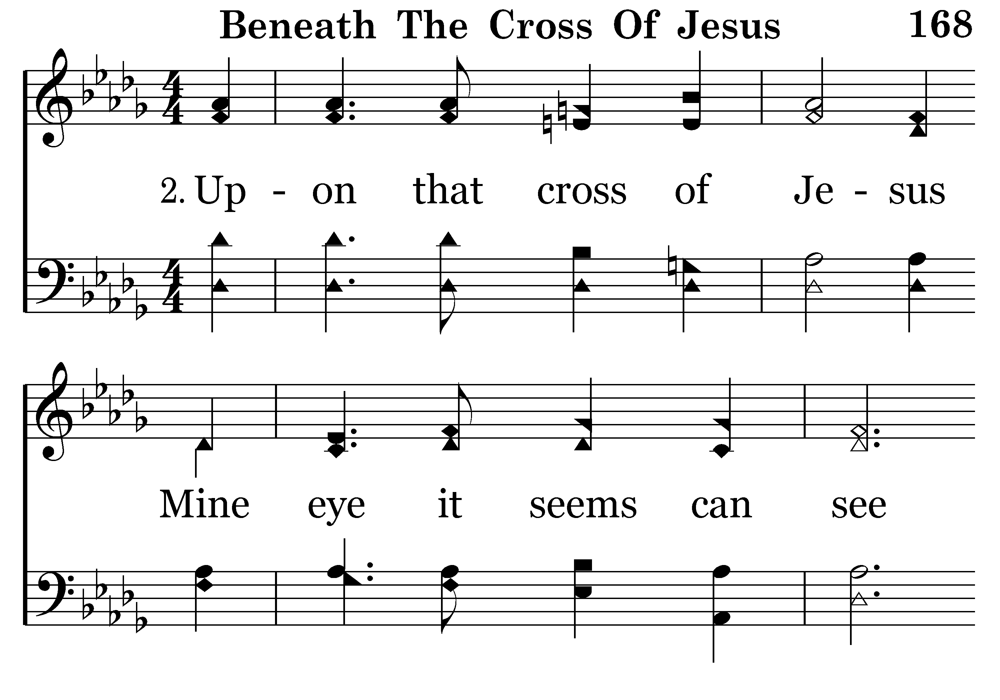 Beneath The Cross Of Jesus 168
2. Up - on that cross of Je - sus
Mine eye it seems can see